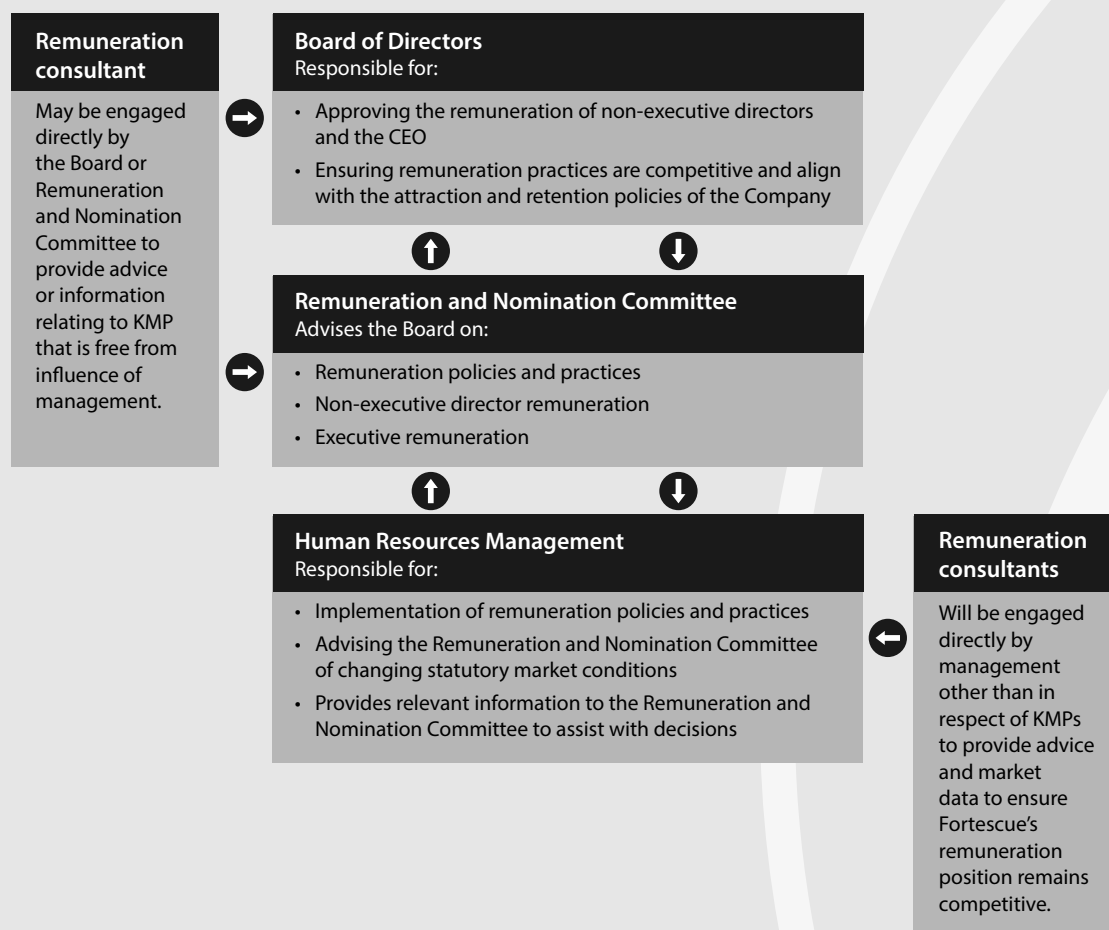 Remuneration
consultant
May be engaged
directly by
the Board or
Remuneration
and Nomination
Committee to
provide advice
or information
relating to KMP
that is free from
influence of
management.
Board of Directors
Responsible for:
• Approving the remuneration of non-executive directors
and the CEO
• Ensuring remuneration practices are competitive and align
with the attraction and retention policies of the Company
Remuneration and Nomination Committee
Advises the Board on:
• Remuneration policies and practices
• Non-executive director remuneration
• Executive remuneration
Human Resources Management
Responsible for:
• Implementation of remuneration policies and practices
• Advising the Remuneration and Nomination Committee
of changing statutory market conditions
• Provides relevant information to the Remuneration and
Nomination Committee to assist with decisions
Remuneration
consultants
Will be engaged
directly by
management
other than in
respect of KMPs
to provide advice
and market
data to ensure
Fortescue’s
remuneration
position remains
competitive.